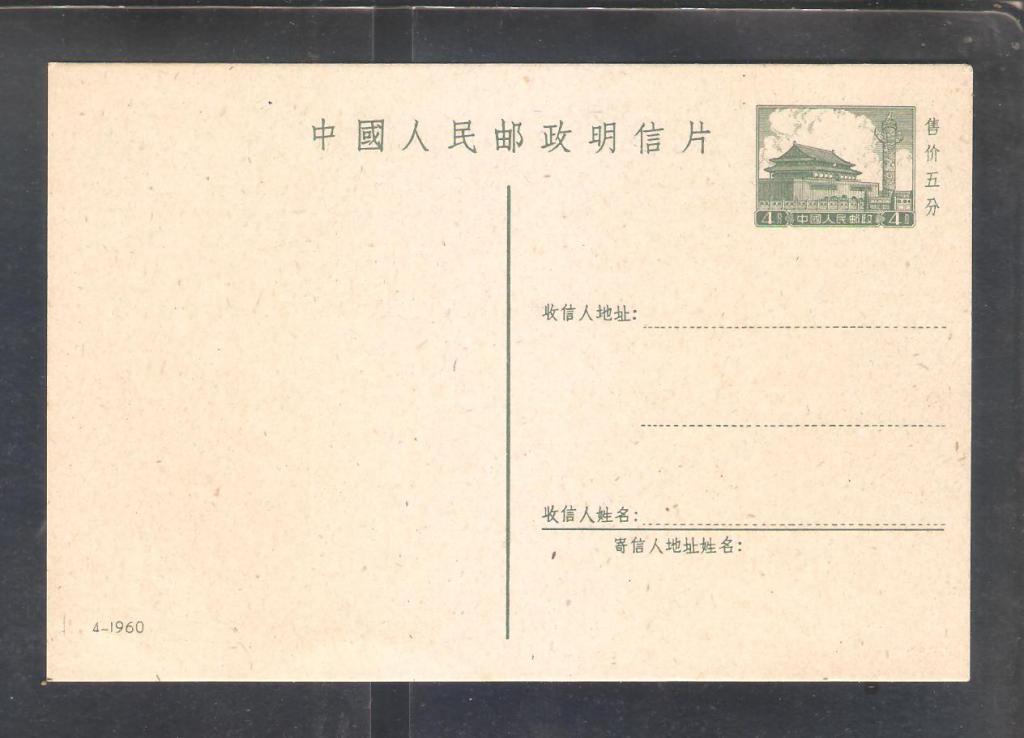 中國人民邮政明信片
售价五分
4分 中國人民邮政 4分
收信人地址:
收信人姓名:
寄信人地址姓名:
4-1960